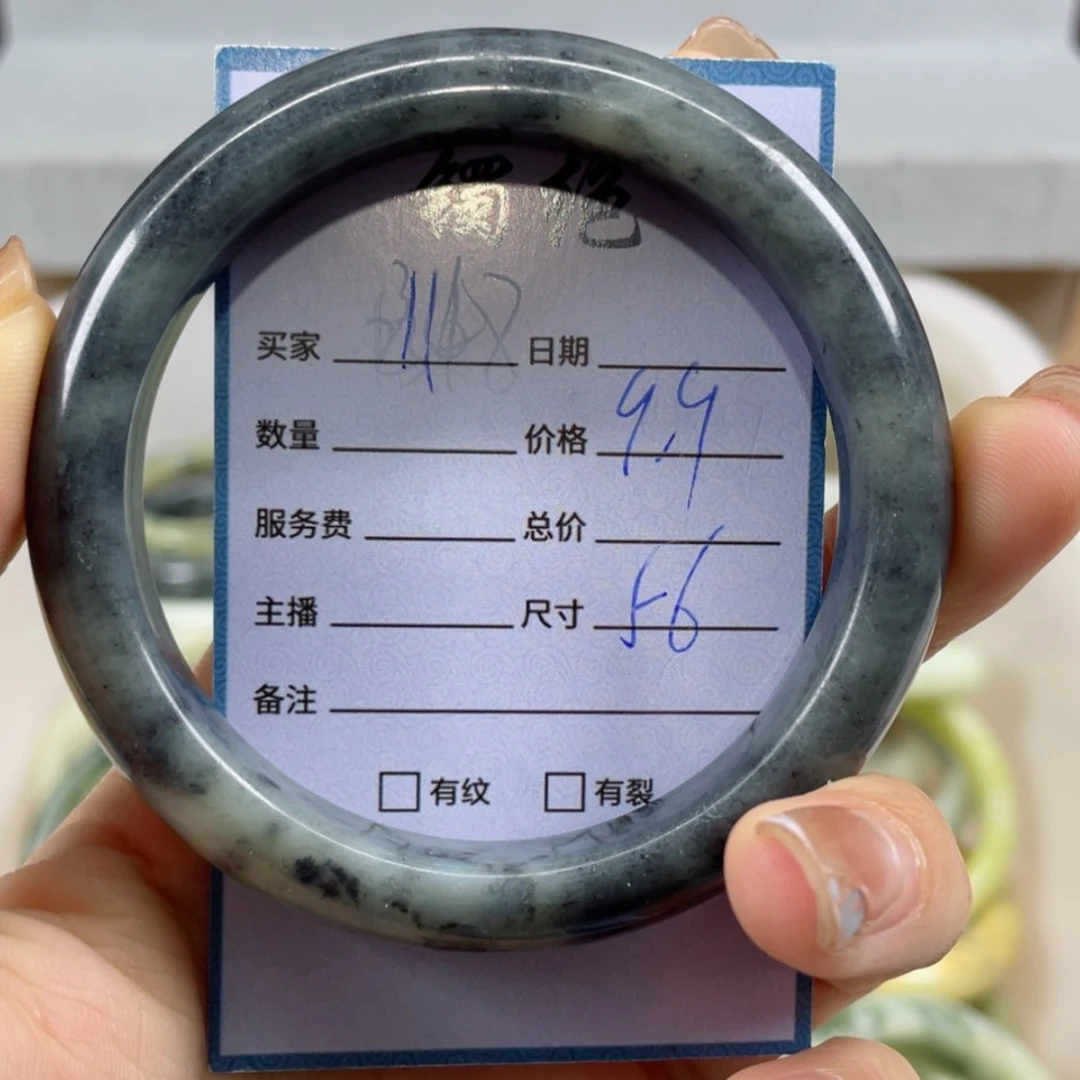 买家 11 日期
数量 价格 9.9
服务费 总价
主播 尺寸 56
备注
有纹 有裂